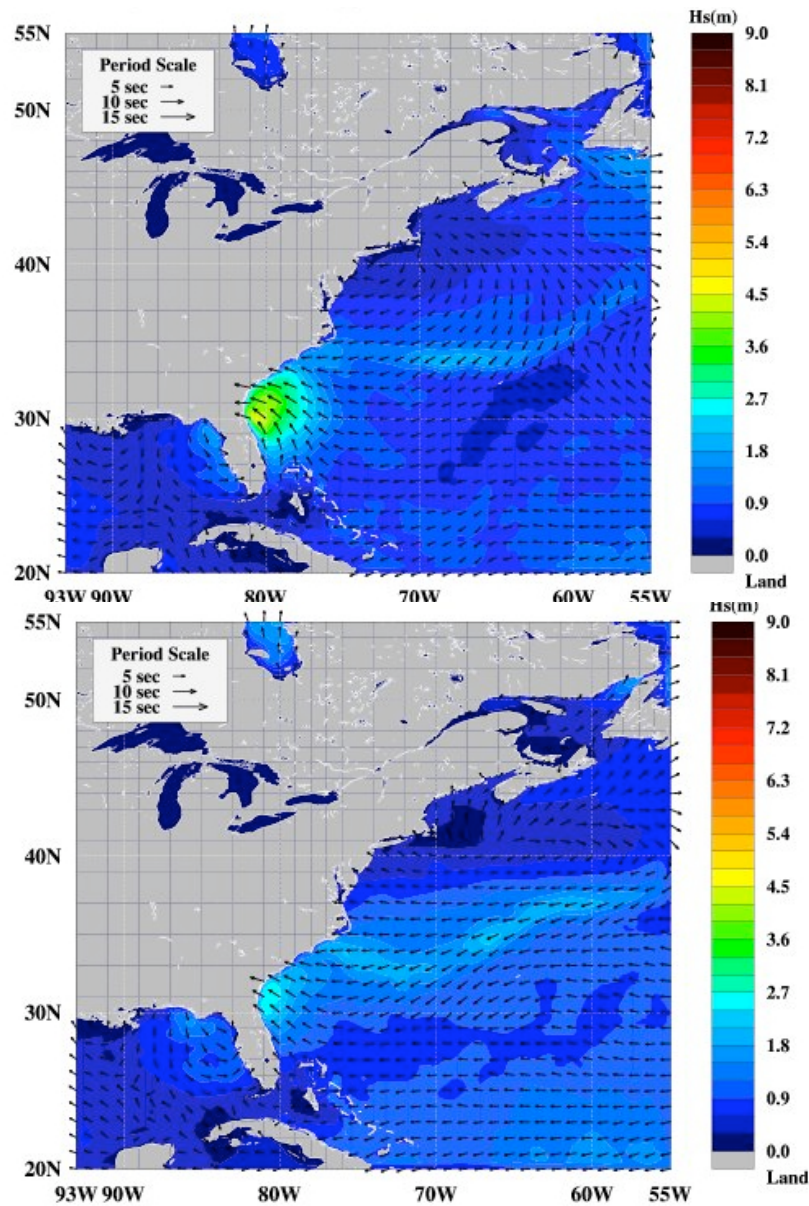 Hs(m)
55N
9.0
Period Scale
5 sec
8.1
10 sec
15 sec
50N
7.2
6.3
5.4
40N
4.5
3.6
2.7
30N
1.8
0.9
0.0
20N
Land
93W 90W 80W 70W 60W 55W
Hs(m)
55N
9.0
Period Scale
5 sec
8.1
10 sec
15 sec
50N
7.2
6.3
5.4
40N
4.5
3.6
2.7
30N
1.8
0.9
0.0
20N
Land
93W 90W 80W 70W 60W 55W